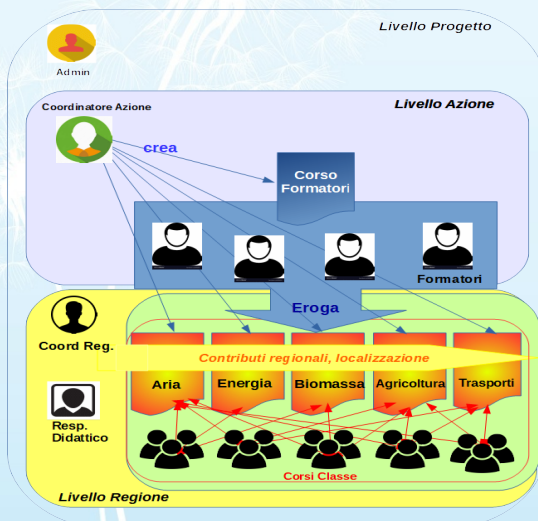 Livello Progetto
Admin
Coordinatore Azione
Livello Azione
crea
Corso
Formatori
Formatori
Eroga
Coord Reg.
Contributi regionali, localizzazione
Aria
Energia
Biomassa
Agricoltura
Trasporti
Resp.
Didattico
Corsi Classe
Livello Regione